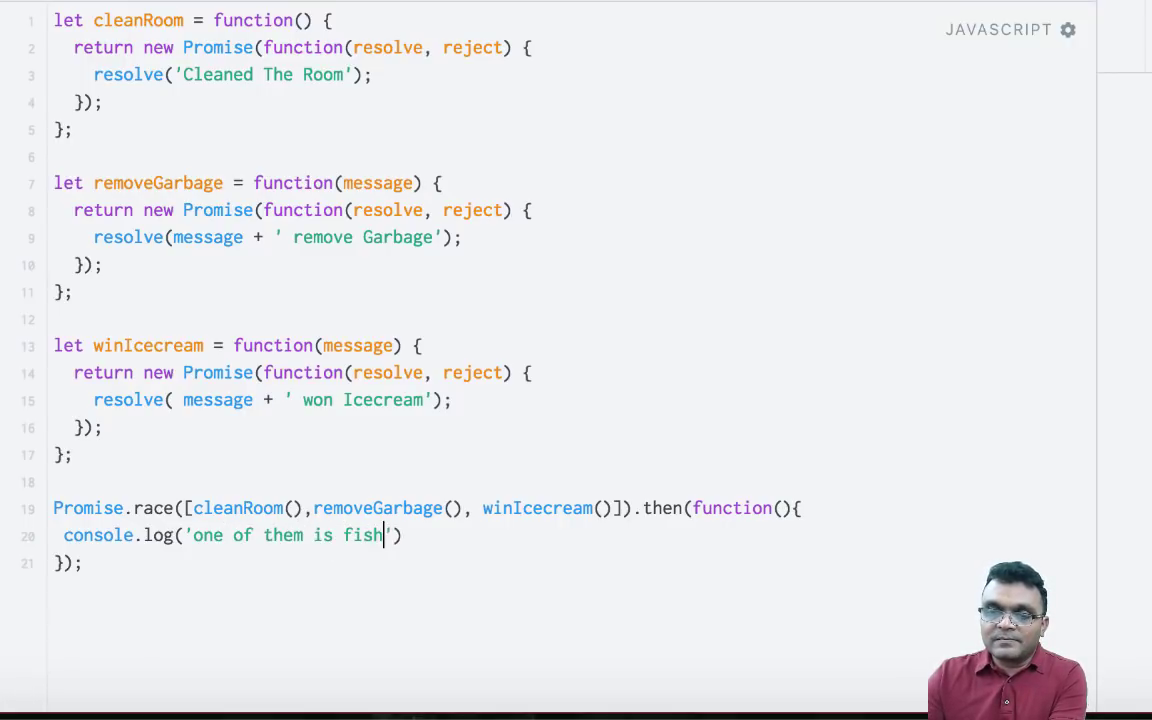 JAVASCRIPT
1 let cleanRoom = function() {
2   return new Promise(function(resolve, reject) {
3     resolve('Cleaned The Room');
4   });
5 };
6
7 let removeGarbage = function(message) {
8   return new Promise(function(resolve, reject) {
9     resolve(message + ' remove Garbage');
10   });
11 };
12
13 let winIcecream = function(message) {
14   return new Promise(function(resolve, reject) {
15     resolve( message + ' won Icecream');
16   });
17 };
18
19 Promise.race([cleanRoom(),removeGarbage(), winIcecream()]).then(function(){
20  console.log('one of them is fish')
21 });